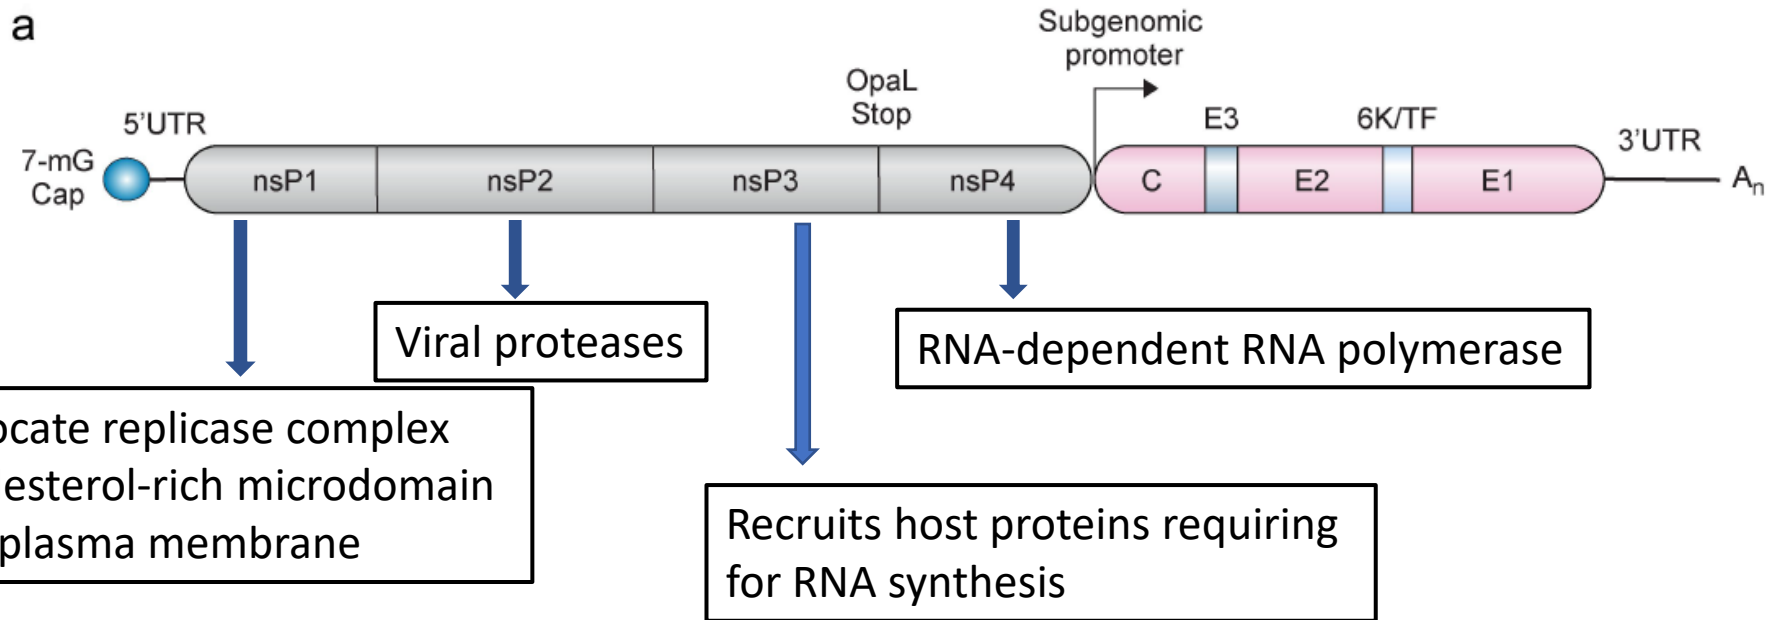 a
Subgenomic
promoter
OpaL
Stop
5'UTR
E3
6K/TF
3'UTR
7-mG
Cap
nsP1
nsP2
nsP3
nsP4
C
E2
E1
An
Viral proteases
RNA-dependent RNA polymerase
replicase complex
microdomain
plasma membrane
Recruits host proteins requiring
for RNA synthesis